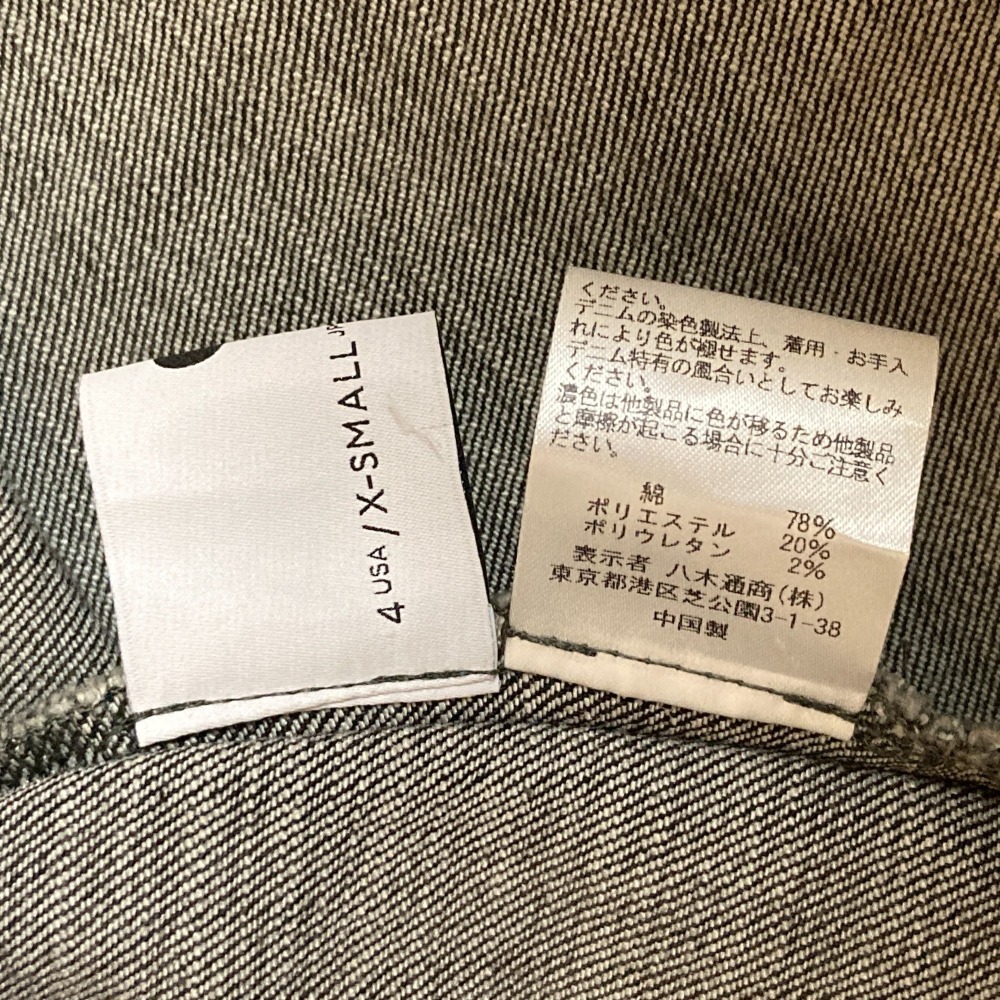 4 USA / X-SMALL JP
ください。
デニムの染色製法上、着用・お手入
れにより色が褪せます。
デニム特有の風合いとしてお楽しみ
ください。
濃色は他製品に色が移るため他製品
と摩擦が起こる場合に十分ご注意く
ださい。
綿 78%
ポリエステル 20%
ポリウレタン 2%
表示者 八木通商(株)
東京都港区芝公園3-1-38
中国製